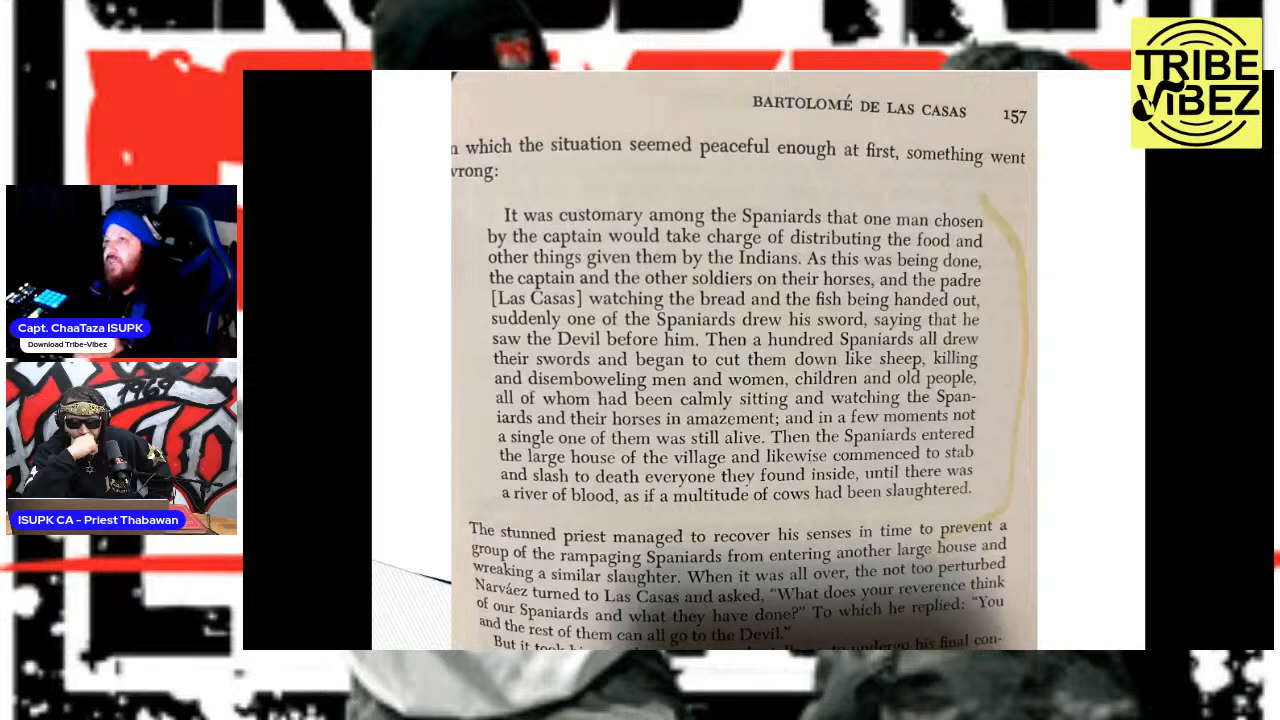 TRIBE
VIBEZ
BARTOLOMÉ DE LAS CASAS 157
which the situation seemed peaceful enough at first, something went
wrong:
It was customary among the Spaniards that one man chosen
by the captain would take charge of distributing the food and
other things given them by the Indians. As this was being done,
the captain and the other soldiers on their horses, and the padre
[Las Casas] watching the bread and the fish being handed out,
suddenly one of the Spaniards drew his sword, saying that he
saw the Devil before him. Then a hundred Spaniards all drew
their swords and began to cut them down like sheep, killing
and disemboweling men and women, children and old people,
all of whom had been calmly sitting and watching the Span-
iards and their horses in amazement; and in a few moments not
a single one of them was still alive. Then the Spaniards entered
the large house of the village and likewise commenced to stab
and slash to death everyone they found inside, until there was
a river of blood, as if a multitude of cows had been slaughtered.
The stunned priest managed to recover his senses in time to prevent a
group of the rampaging Spaniards from entering another large house and
wreaking a similar slaughter. When it was all over, the not too perturbed
Narváez turned to Las Casas and asked, "What does your reverence think
of our Spaniards and what they have done?" To which he replied: "You
and the rest of them can all go to the Devil."
But it took to undergo his final con-
Capt. ChaaTaza ISUPK
Download Tribe-Vibez
1969
ISUPK CA - Priest Thabawan